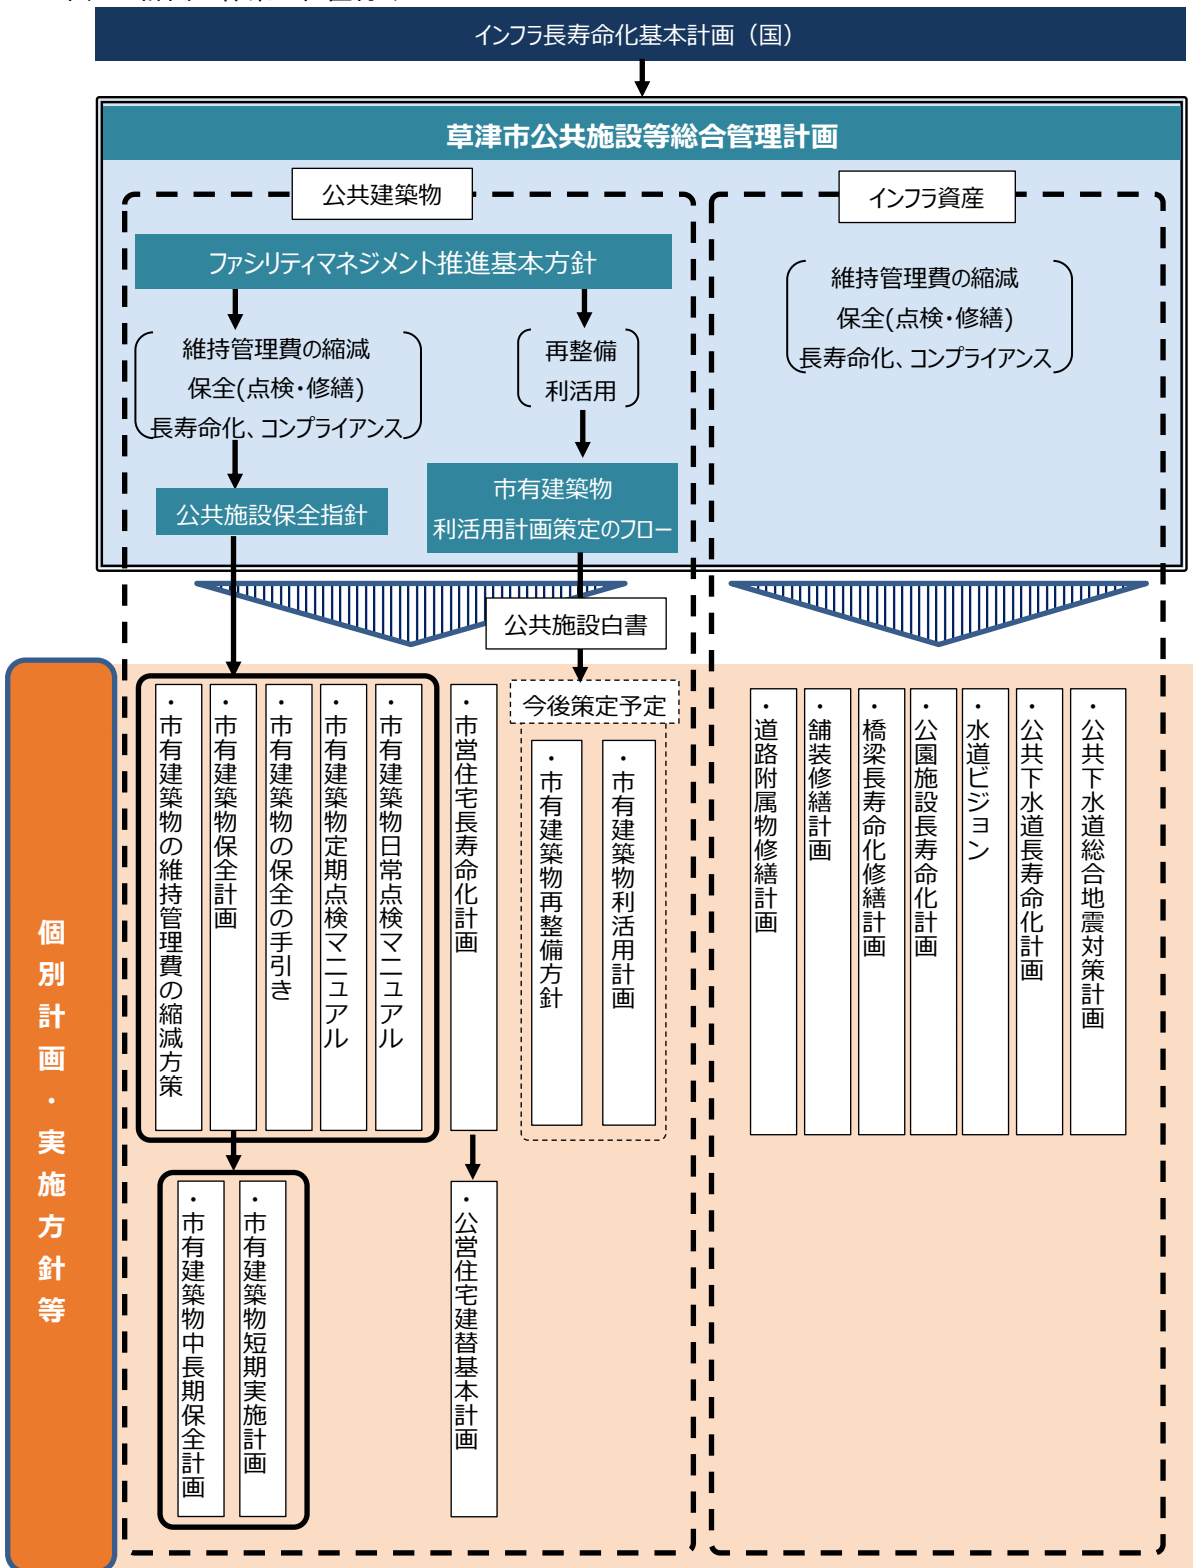 インフラ長寿命化基本計画（国）
草津市公共施設等総合管理計画
公共建築物
ファシリティマネジメント推進基本方針
維持管理費の縮減
保全(点検・修繕)
長寿命化、コンプライアンス
再整備
利活用
公共施設保全指針
市有建築物
利活用計画策定のフロー
公共施設白書
インフラ資産
維持管理費の縮減
保全(点検・修繕)
長寿命化、コンプライアンス
個別計画・実施方針等
・市有建築物の維持管理費の縮減方策
・市有建築物保全計画
・市有建築物の保全の手引き
・市有建築物定期点検マニュアル
・市有建築物日常点検マニュアル
・市営住宅長寿命化計画
今後策定予定
・市有建築物再整備方針
・市有建築物利活用計画
・道路附属物修繕計画
・舗装修繕計画
・橋梁長寿命化修繕計画
・公園施設長寿命化計画
・水道ビジョン
・公共下水道長寿命化計画
・公共下水道総合地震対策計画
・市有建築物中長期保全計画
・市有建築物短期実施計画
・公営住宅建替基本計画